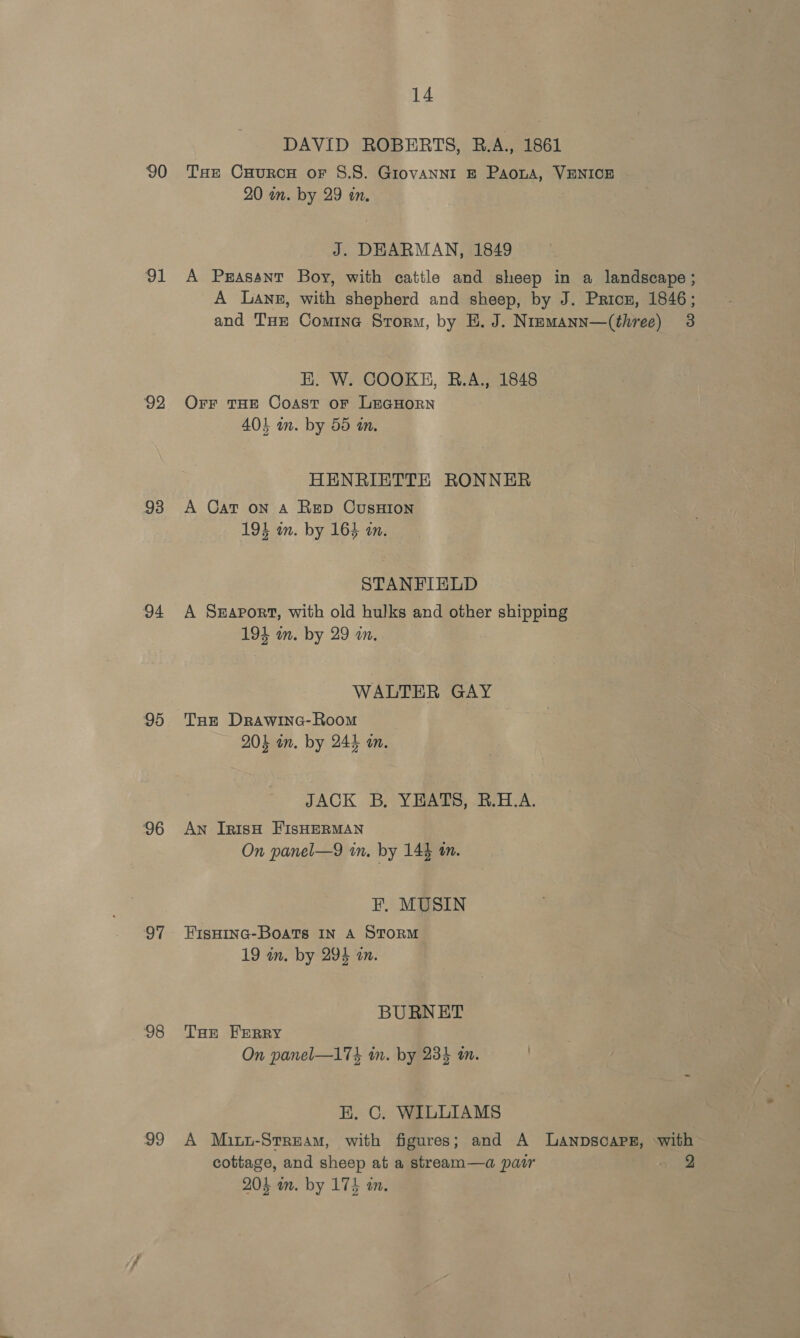 14
DAVID ROBERTS, R.A., 1861
90 THE CHURCH OF S.S. GIOVANNI E PAOLA, VENICE
20 in. by 29 in.
J. DEARMAN, 1849
91 A PEASANT BOY, with cattle and sheep in a landscape;
A LANE, with shepherd and sheep, by J. PRICE, 1846;
and THE COMING STORM, by E. J. NIEMANN—(three) 3
E. W. COOKE, R.A., 1848
92 OFF THE COAST OF LEGHORN
40½ in. by 55 in.
HENRIETTE RONNER
93 A CAT ON A RED CUSHION
19½ in. by 16½ in.
STANFIELD
94 A SEAPORT, with old hulks and other shipping
19½ in. by 29 in.
WALTER GAY
95 THE DRAWING-ROOM
20½ in. by 24½ in.
JACK B. YEATS, R.H.A.
96 AN IRISH FISHERMAN
On panel—9 in. by 14½ in.
F. MUSIN
97 FISHING-BOATS IN A STORM
19 in. by 29½ in.
BURNET
98 THE FERRY
On panel—17½ in. by 23½ in.
E. C. WILLIAMS
99 A MILL-STREAM, with figures; and A LANDSCAPE, with
cottage, and sheep at a stream—a pair 2
20½ in. by 17½ in.